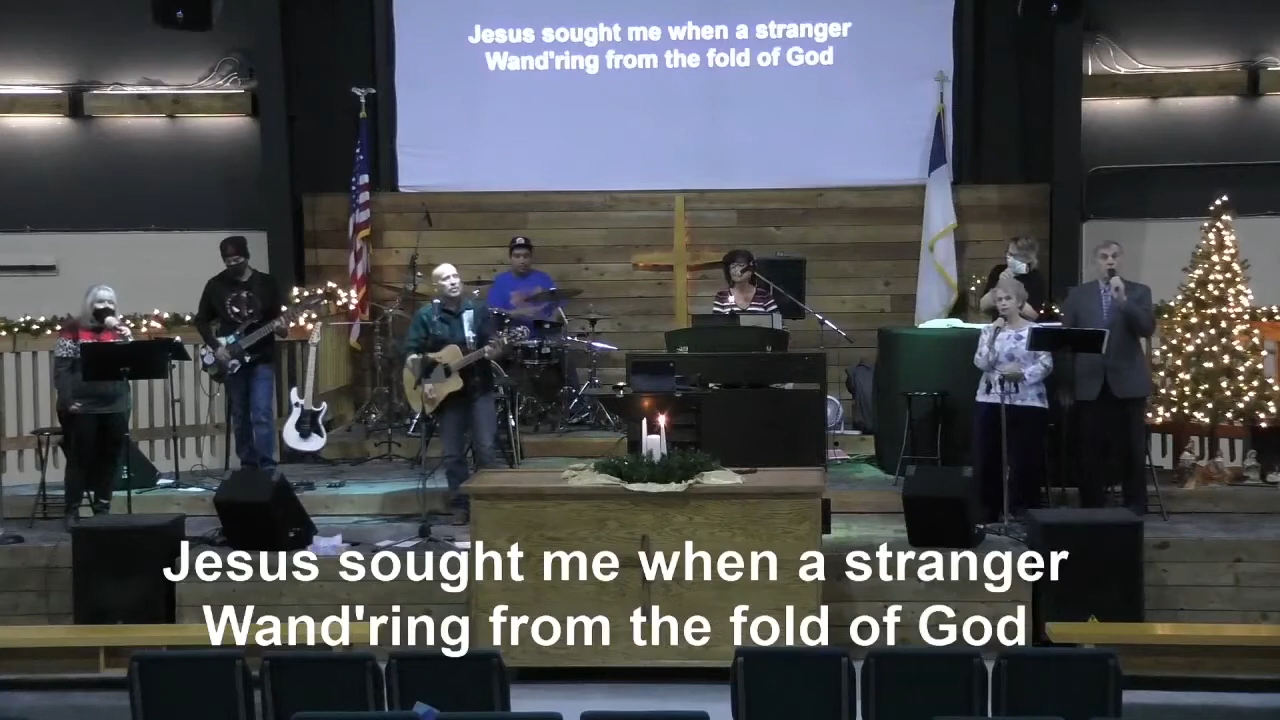 Jesus sought me when a stranger
Wand'ring from the fold of God
Jesus sought me when a stranger
Wand'ring from the fold of God